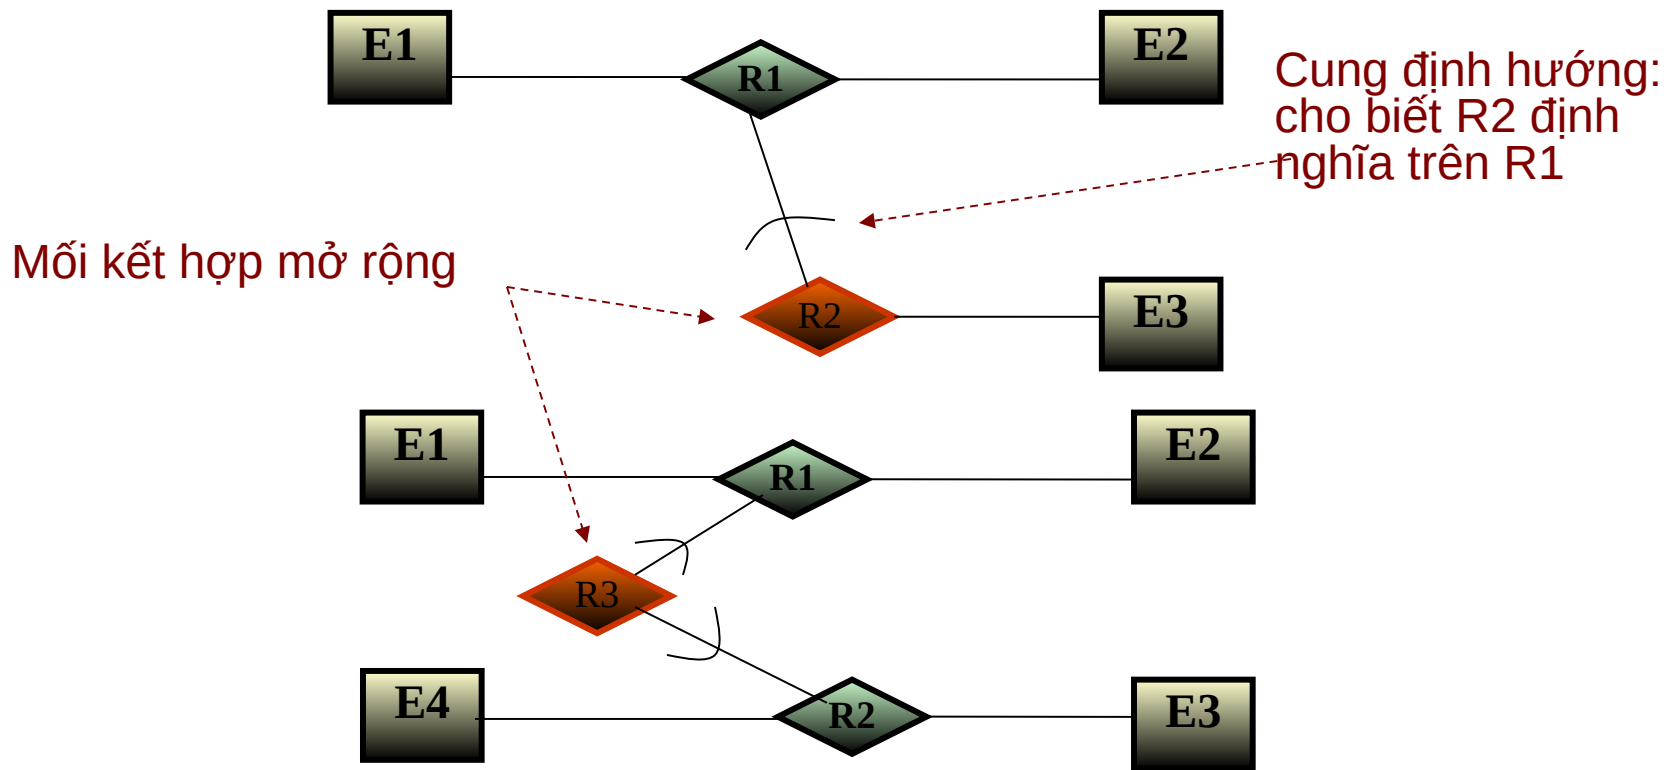 E1
R1
E2
Cung định hướng:
cho biết R2 định
nghĩa trên R1
Mối kết hợp mở rộng
R2
E3
E1
R1
E2
R3
E4
R2
E3